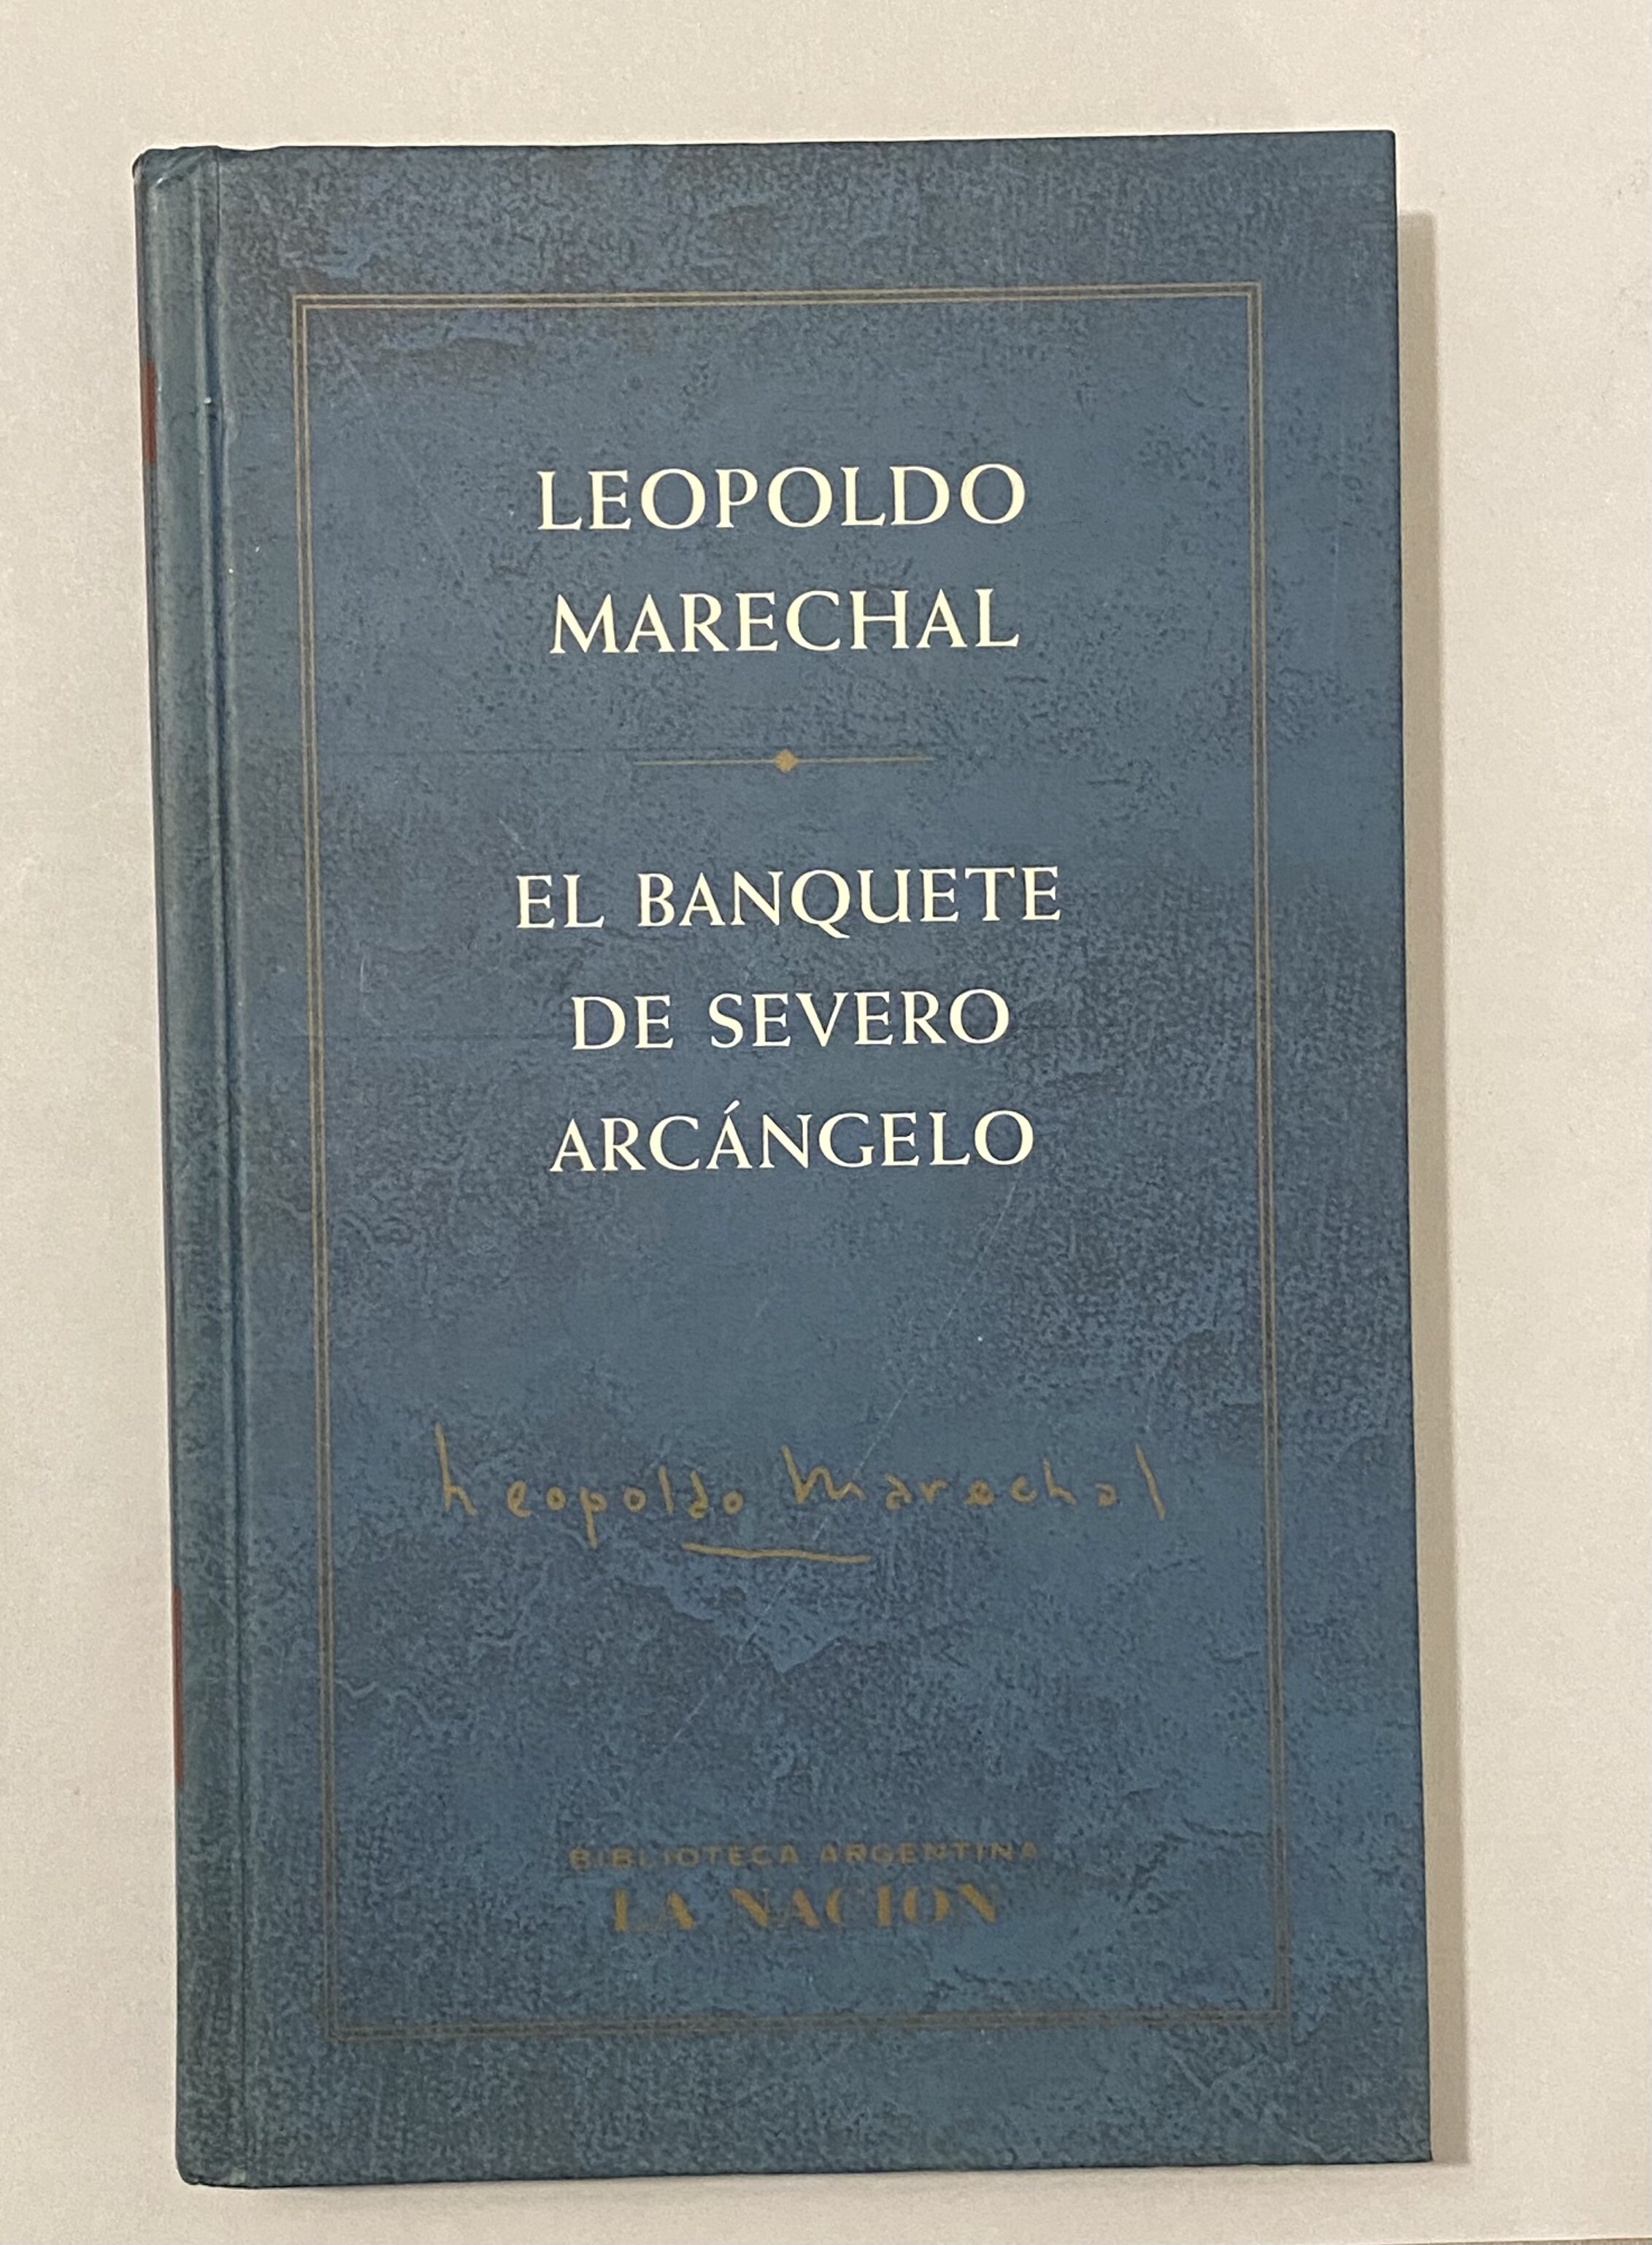 LEOPOLDO
MARECHAL
EL BANQUETE
DE SEVERO
ARCÁNGELO
Leopoldo Marechal
BIBLIOTECA ARGENTINA
LA NACION